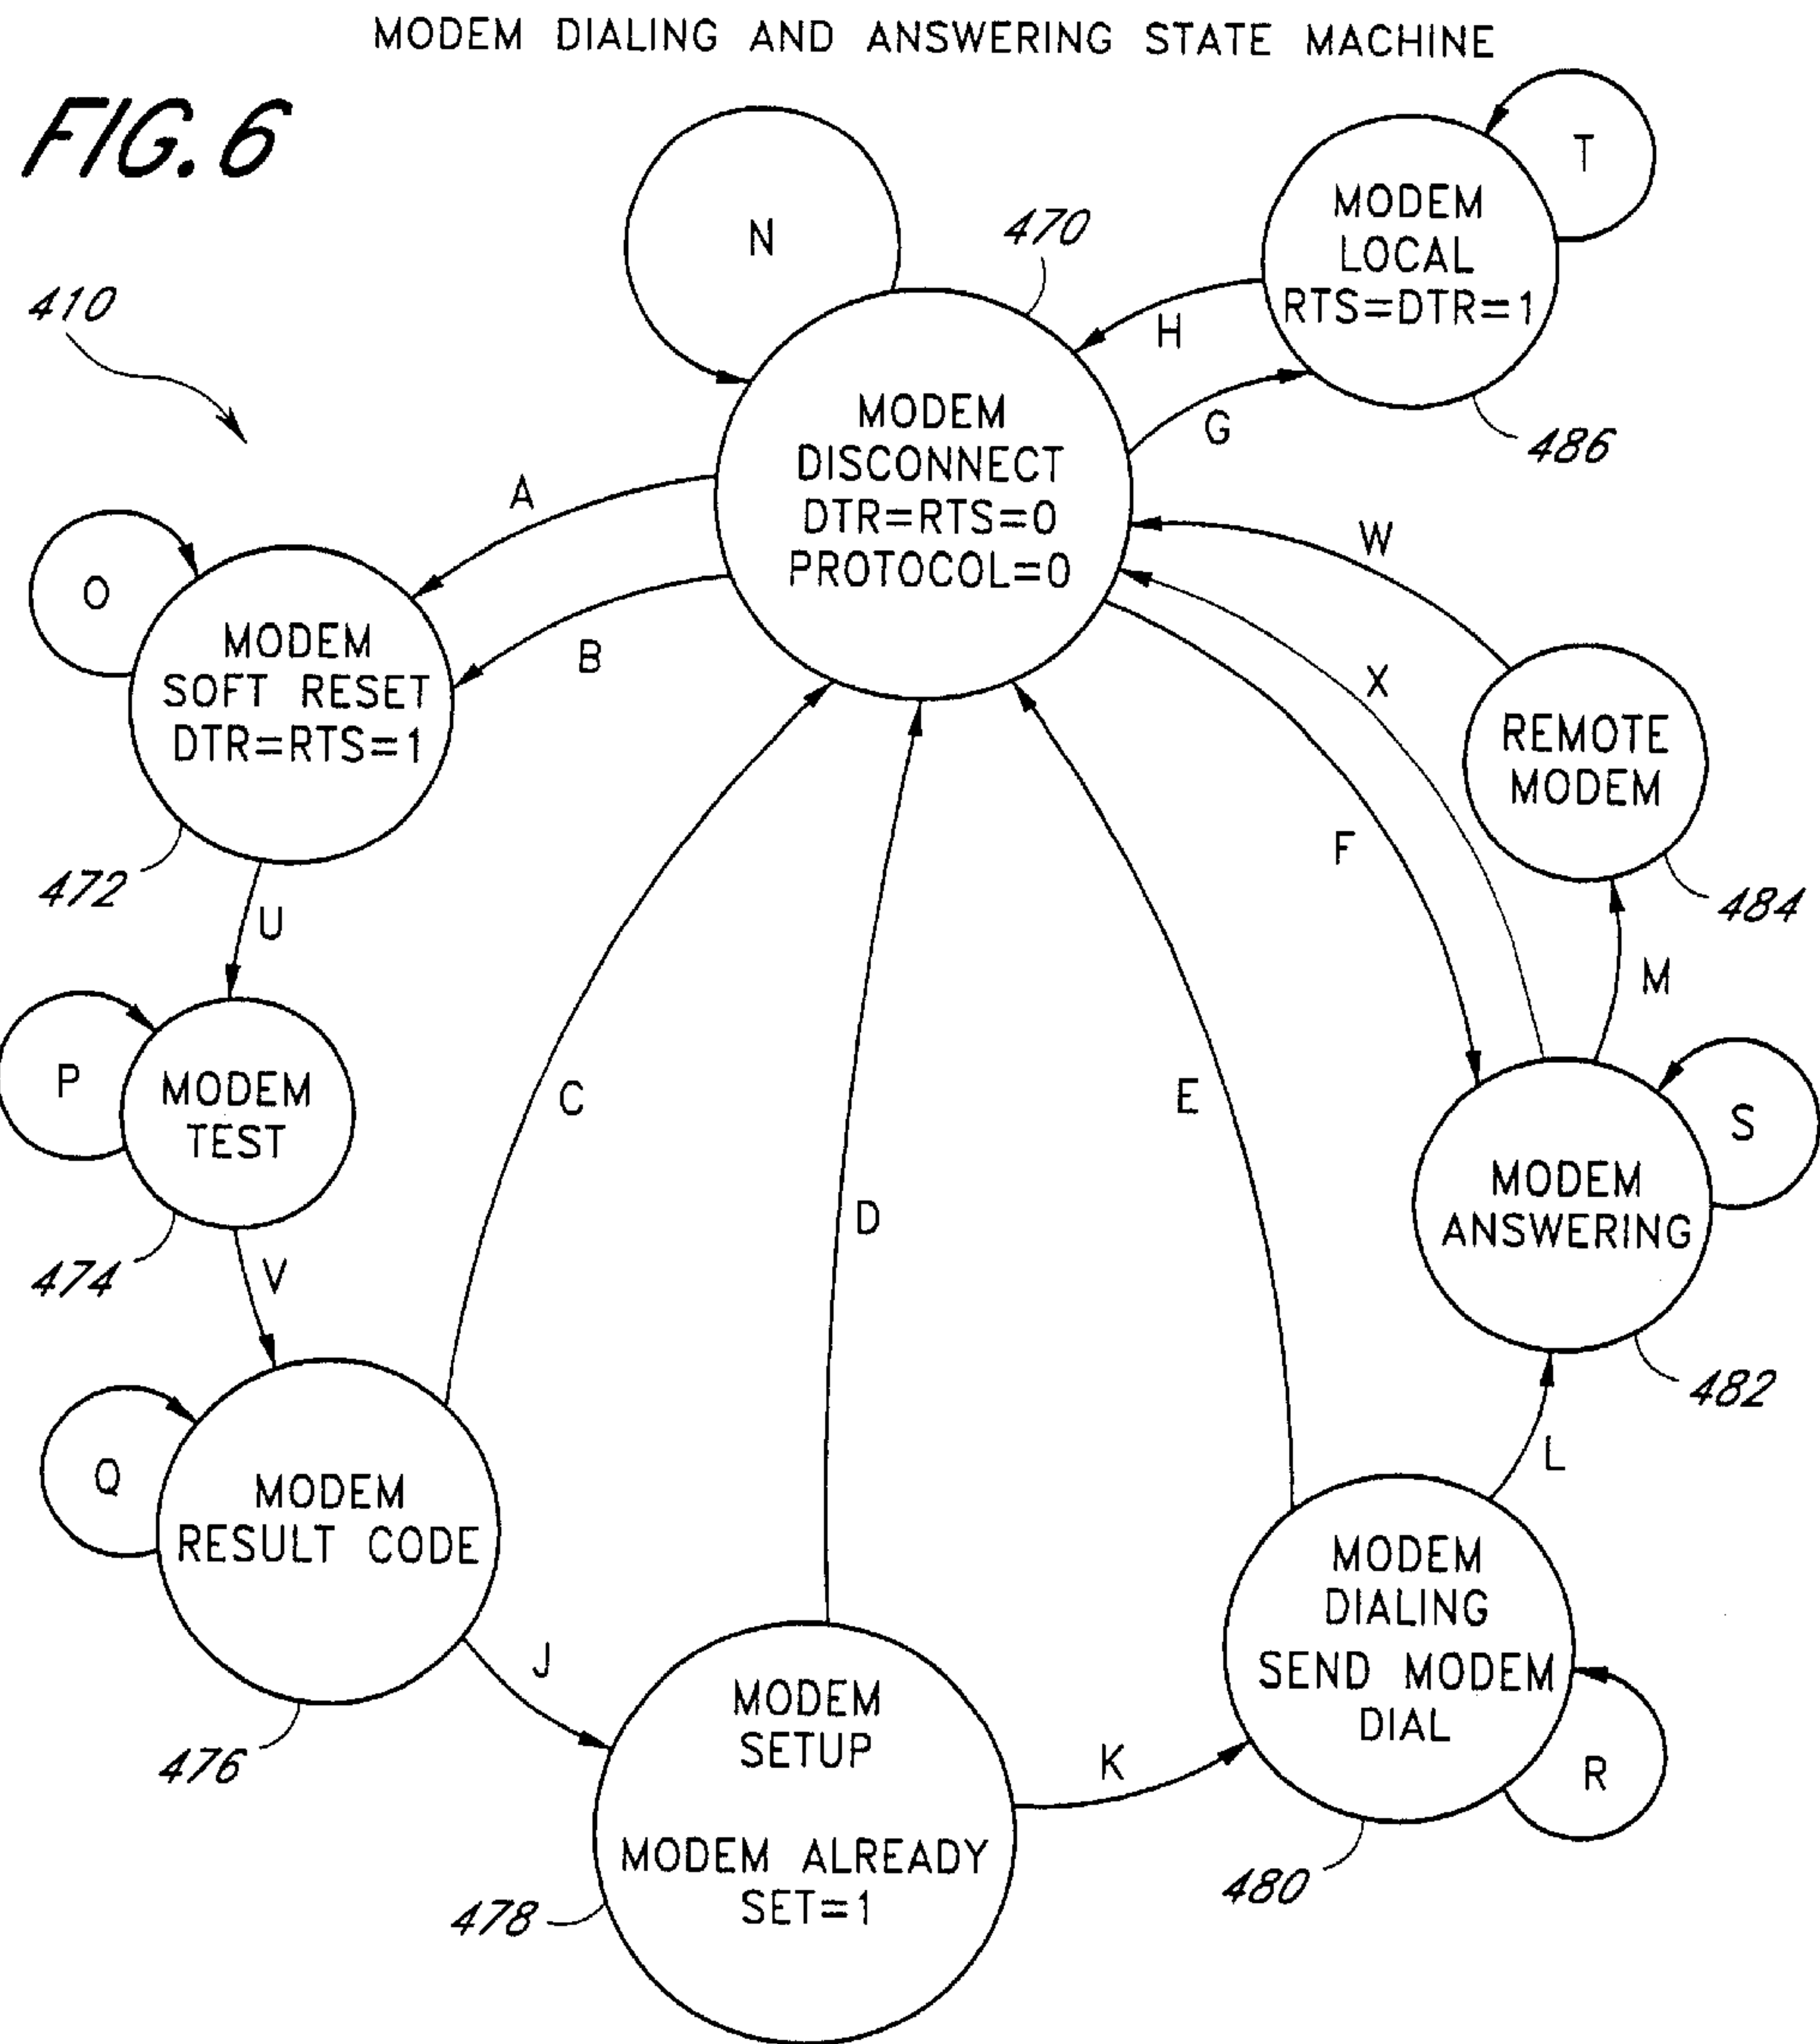 MODEM DIALING AND ANSWERING STATE MACHINE
FIG. 6
410
N
470
MODEM
LOCAL
RTS=DTR=1
T
486
H
G
MODEM
DISCONNECT
DTR=RTS=0
PROTOCOL=0
A
B
O
MODEM
SOFT RESET
DTR=RTS=1
472
W
X
F
REMOTE
MODEM
484
U
M
P
MODEM
TEST
474
C
D
E
S
MODEM
ANSWERING
482
V
Q
MODEM
RESULT CODE
476
L
J
MODEM
SETUP
MODEM ALREADY
SET=1
478
K
MODEM
DIALING
SEND MODEM
DIAL
R
480